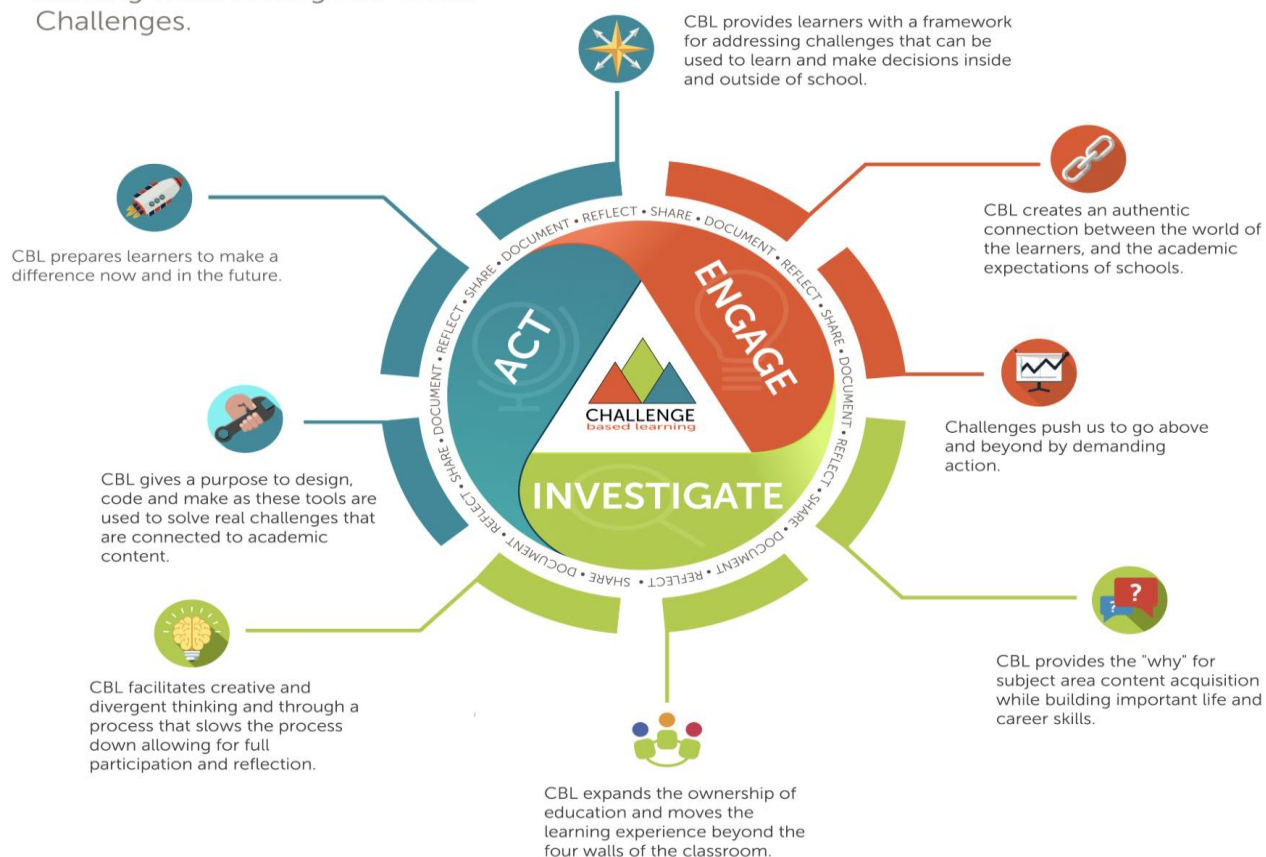 Challenges.
CBL provides learners with a framework
for addressing challenges that can be
used to learn and make decisions inside
and outside of school.
CBL creates an authentic
connection between the world of
the learners, and the academic
expectations of schools.
Challenges push us to go above
and beyond by demanding
action.
CBL provides the "why" for
subject area content acquisition
while building important life and
career skills.
CBL expands the ownership of
education and moves the
learning experience beyond the
four walls of the classroom.
CBL facilitates creative and
divergent thinking and through a
process that slows the process
down allowing for full
participation and reflection.
CBL gives a purpose to design,
code and make as these tools are
used to solve real challenges that
are connected to academic
content.
CBL prepares learners to make a
difference now and in the future.
SHARE • DOCUMENT • REFLECT • SHARE • DOCUMENT • REFLECT • SHARE • DOCUMENT • REFLECT • SHARE • DOCUMENT • REFLECT • SHARE • DOCUMENT • REFLECT • SHARE • DOCUMENT • REFLECT •
ENGAGE
INVESTIGATE
ACT
CHALLENGE
based learning
?
?